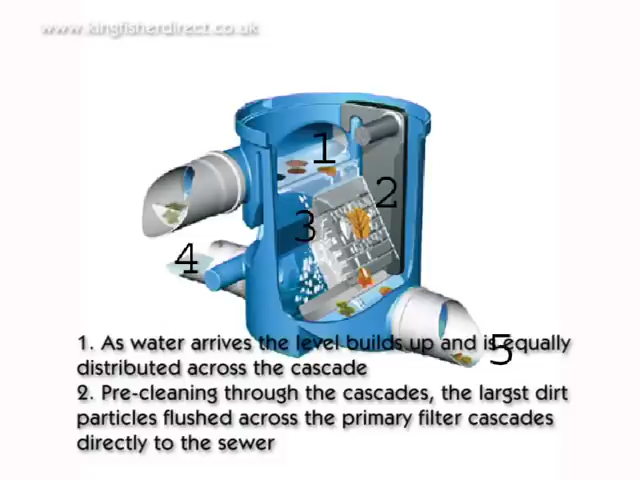 www.kingfisherdirect.co.uk
1
2
3
4
5
1. As water arrives the level builds up and is equally
distributed across the cascade
2. Pre-cleaning through the cascades, the largst dirt
particles flushed across the primary filter cascades
directly to the sewer